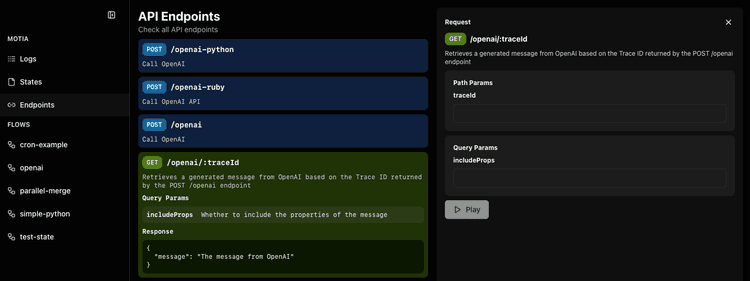 MOTIA
Logs
States
Endpoints
FLOWS
cron-example
openai
parallel-merge
simple-python
test-state
API Endpoints
Check all API endpoints
POST /openai-python
Call OpenAI
POST /openai-ruby
Call OpenAI API
POST /openai
Call OpenAI
GET /openai/:traceId
Retrieves a generated message from OpenAI based on the Trace ID returned
by the POST /openai endpoint
Query Params
includeProps Whether to include the properties of the message
Response
{
"message": "The message from OpenAI"
}
Request
GET /openai/:traceId
Retrieves a generated message from OpenAI based on the Trace ID returned by the POST /openai
endpoint
Path Params
traceId
Query Params
includeProps
Play